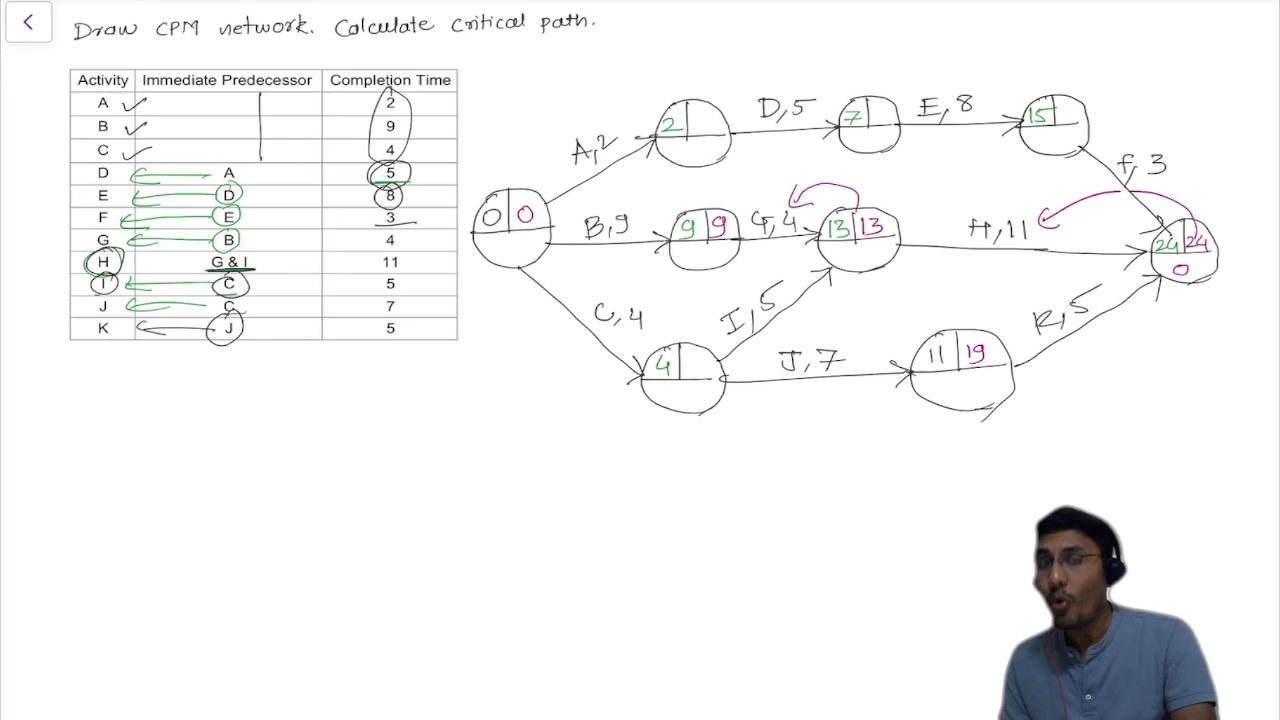 Draw CPM network. Calculate critical path.
Activity Immediate Predecessor Completion Time
A 2
B 9
C 4
D A 5
E D 8
F E 3
G B 4
H G & I 11
I C 5
J C 7
K J 5
A,2
2
D,5
7
E,8
15
f,3
0 0
B,9
9 9
G,4
13 13
H,11
24 24
0
C,4
4
I,5
J,7
11 19
K,5